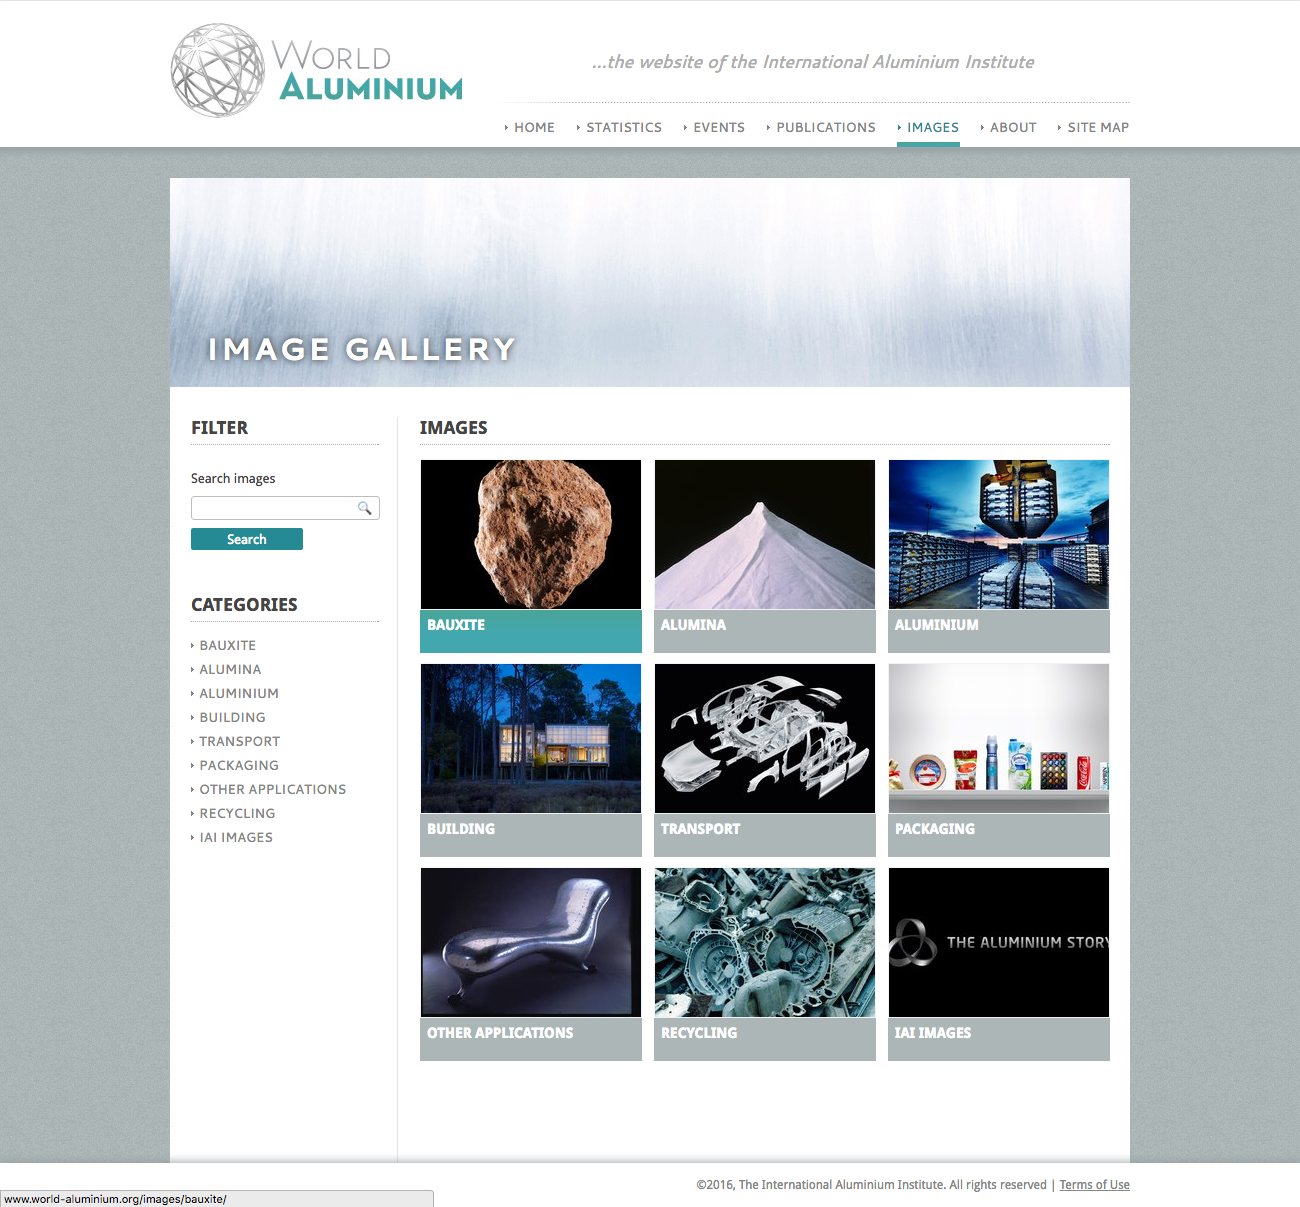 WORLD
ALUMINIUM
...the website of the International Aluminium Institute
HOME
STATISTICS
EVENTS
PUBLICATIONS
IMAGES
ABOUT
SITE MAP
IMAGE GALLERY
FILTER
Search images
Search
CATEGORIES
BAUXITE
ALUMINA
ALUMINIUM
BUILDING
TRANSPORT
PACKAGING
OTHER APPLICATIONS
RECYCLING
IAI IMAGES
IMAGES
BAUXITE
ALUMINA
ALUMINIUM
BUILDING
TRANSPORT
Coca-Cola
PACKAGING
OTHER APPLICATIONS
RECYCLING
THE ALUMINIUM STORY
IAI IMAGES
©2016, The International Aluminium Institute. All rights reserved | Terms of Use
www.world-aluminium.org/images/bauxite/